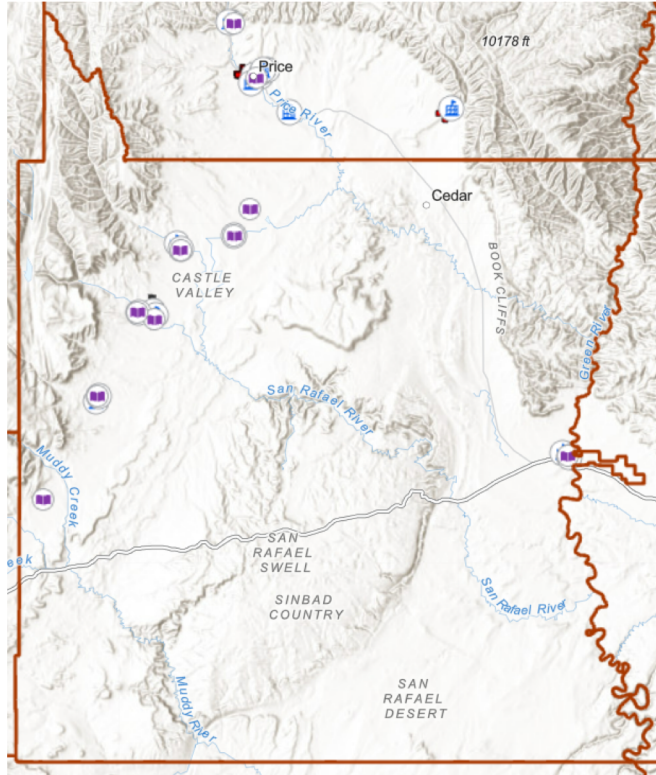 10178 ft
Price
Price River
Cedar
CASTLE
VALLEY
BOOK CLIFFS
Green River
San Rafael River
Muddy Creek
eek
SAN
RAFAEL
SWELL
SINBAD
COUNTRY
San Rafael River
SAN
RAFAEL
DESERT
Muddy River